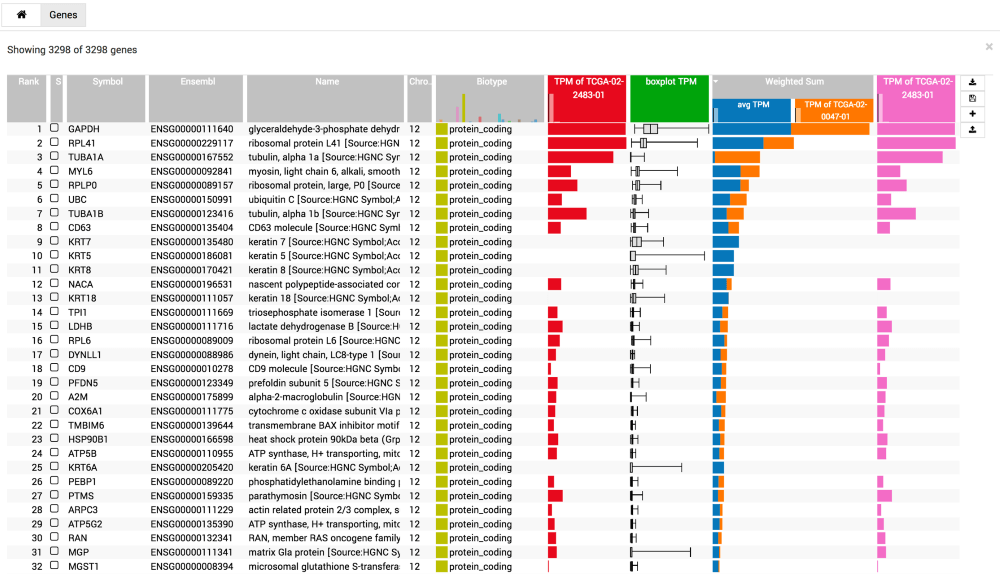 Genes
Showing 3298 of 3298 genes
Rank S Symbol Ensembl Name Chro. Biotype TPM of TCGA-02-2483-01 boxplot TPM Weighted Sum TPM of TCGA-02-2483-01
avg TPM TPM of TCGA-02-0047-01
1 GAPDH ENSG00000111640 glyceraldehyde-3-phosphate dehydr 12 protein_coding
2 RPL41 ENSG00000229117 ribosomal protein L41 [Source:HGNC S 12 protein_coding
3 TUBA1A ENSG00000167552 tubulin, alpha 1a [Source:HGNC Syr 12 protein_coding
4 MYL6 ENSG00000092841 myosin, light chain 6, alkali, smooth 12 protein_coding
5 RPLP0 ENSG00000089157 ribosomal protein, large, P0 [Source 12 protein_coding
6 UBC ENSG00000150991 ubiquitin C [Source:HGNC Symbol;A 12 protein_coding
7 TUBA1B ENSG00000123416 tubulin, alpha 1b [Source:HGNC Syr 12 protein_coding
8 CD63 ENSG00000135404 CD63 molecule [Source:HGNC Syml 12 protein_coding
9 KRT7 ENSG00000135480 keratin 7 [Source:HGNC Symbol;Acc 12 protein_coding
10 KRT5 ENSG00000186081 keratin 5 [Source:HGNC Symbol;Acc 12 protein_coding
11 KRT8 ENSG00000170421 keratin 8 [Source:HGNC Symbol;Acc 12 protein_coding
12 NACA ENSG00000196531 nascent polypeptide-associated cor 12 protein_coding
13 KRT18 ENSG00000111057 keratin 18 [Source:HGNC Symbol;Ac 12 protein_coding
14 TPI1 ENSG00000111669 triosephosphate isomerase 1 [Sourc 12 protein_coding
15 LDHB ENSG00000111716 lactate dehydrogenase B [Source:H 12 protein_coding
16 RPL6 ENSG00000089009 ribosomal protein L6 [Source:HGNC 12 protein_coding
17 DYNLL1 ENSG00000088986 dynein, light chain, LC8-type 1 [Sour 12 protein_coding
18 CD9 ENSG00000010278 CD9 molecule [Source:HGNC Symbo 12 protein_coding
19 PFDN5 ENSG00000123349 prefoldin subunit 5 [Source:HGNC S 12 protein_coding
20 A2M ENSG00000175899 alpha-2-macroglobulin [Source:HGN 12 protein_coding
21 COX6A1 ENSG00000111775 cytochrome c oxidase subunit VIa p 12 protein_coding
22 TMBIM6 ENSG00000139644 transmembrane BAX inhibitor motif 12 protein_coding
23 HSP90B1 ENSG00000166598 heat shock protein 90kDa beta (Grp 12 protein_coding
24 ATP5B ENSG00000110955 ATP synthase, H+ transporting, mitc 12 protein_coding
25 KRT6A ENSG00000205420 keratin 6A [Source:HGNC Symbol;A 12 protein_coding
26 PEBP1 ENSG00000089220 phosphatidylethanolamine binding 12 protein_coding
27 PTMS ENSG00000159335 parathymosin [Source:HGNC Symbo 12 protein_coding
28 ARPC3 ENSG00000111229 actin related protein 2/3 complex, s 12 protein_coding
29 ATP5G2 ENSG00000135390 ATP synthase, H+ transporting, mitc 12 protein_coding
30 RAN ENSG00000132341 RAN, member RAS oncogene family 12 protein_coding
31 MGP ENSG00000111341 matrix Gla protein [Source:HGNC Sy 12 protein_coding
32 MGST1 ENSG00000008394 microsomal glutathione S-transfera 12 protein_coding